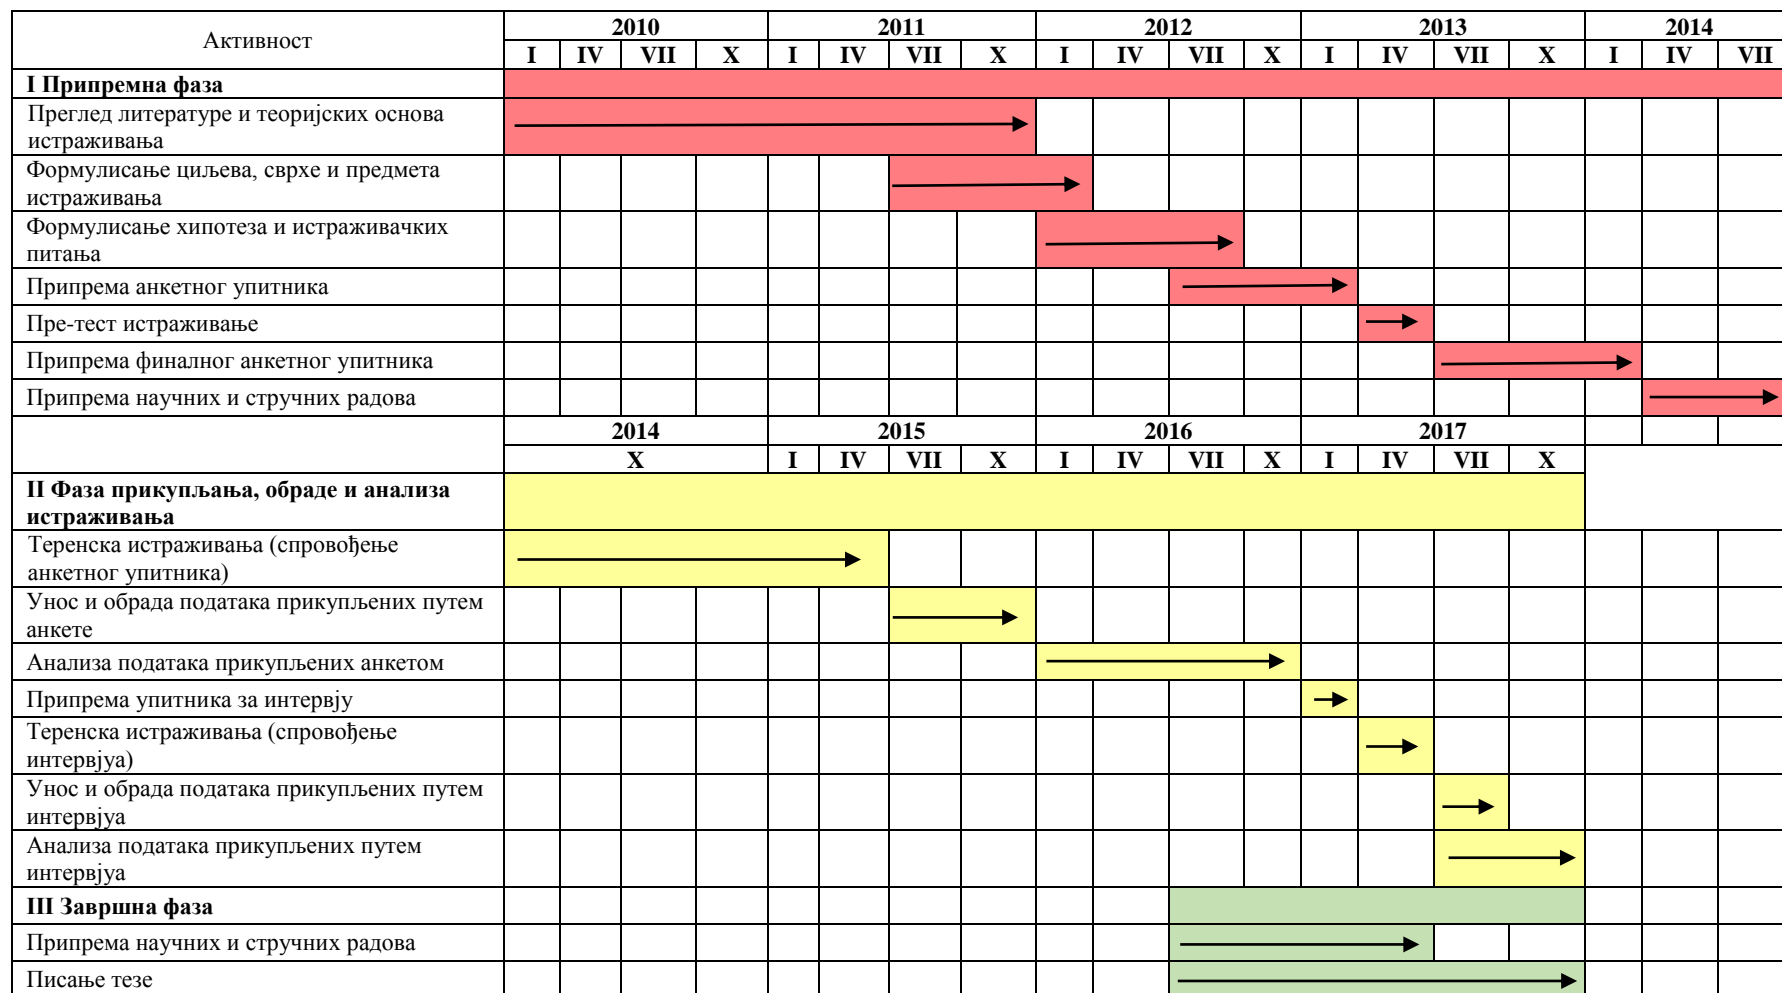 Активност 2010 2011 2012 2013 2014
I IV VII X I IV VII X I IV VII X I IV VII X I IV VII
I Припремна фаза
Преглед литературе и теоријских основа
истраживања
Формулисање циљева, сврхе и предмета
истраживања
Формулисање хипотеза и истраживачких
питања
Припрема анкетног упитника
Пре-тест истраживање
Припрема финалног анкетног упитника
Припрема научних и стручних радова
2014 2015 2016 2017
X I IV VII X I IV VII X I IV VII X
II Фаза прикупљања, обраде и анализа
истраживања
Теренска истраживања (спровођење
анкетног упитника)
Унос и обрада података прикупљених путем
анкете
Анализа података прикупљених анкетом
Припрема упитника за интервју
Теренска истраживања (спровођење
интервјуа)
Унос и обрада података прикупљених путем
интервјуа
Анализа података прикупљених путем
интервјуа
III Завршна фаза
Припрема научних и стручних радова
Писање тезе